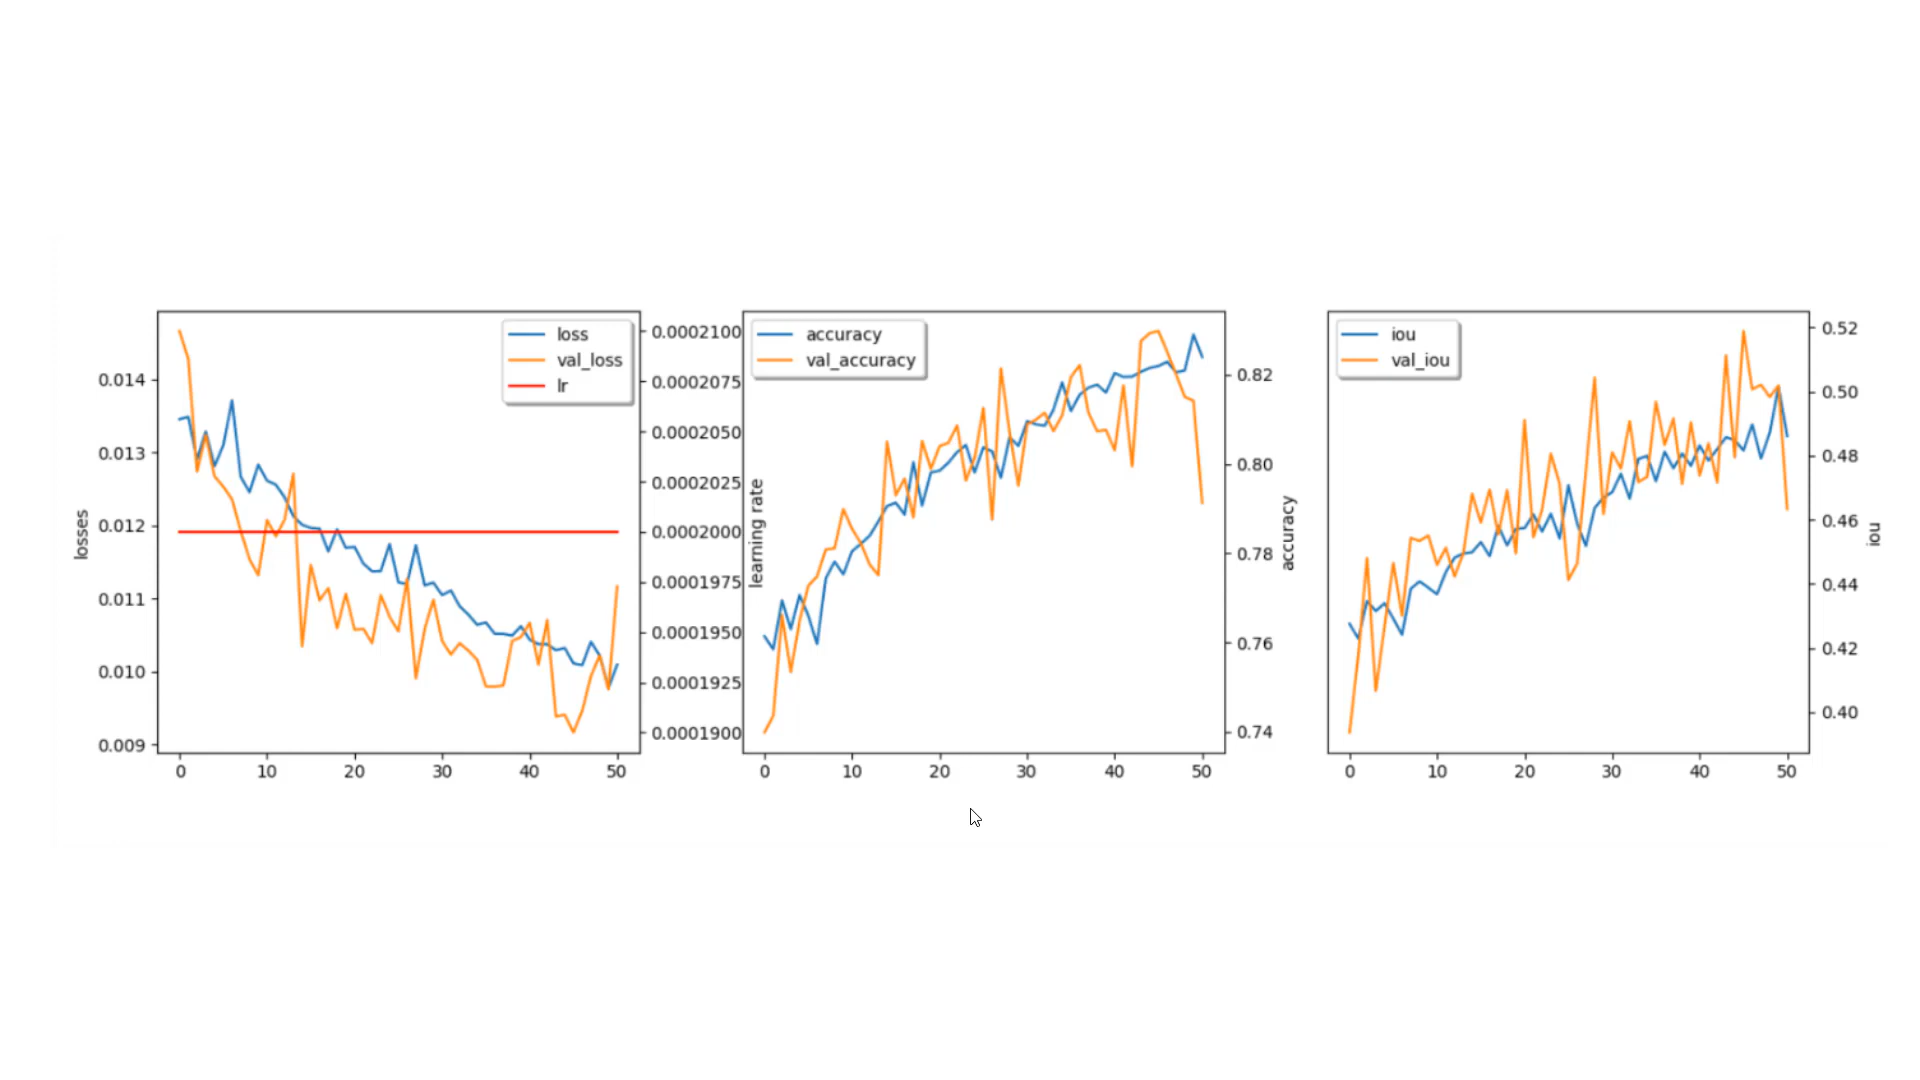 losses
0.014
0.013
0.012
0.011
0.010
0.009
0 10 20 30 40 50
loss
val_loss
lr
0.0002100
0.0002075
0.0002050
0.0002025
0.0002000
0.0001975
0.0001950
0.0001925
0.0001900
learning rate
accuracy
val_accuracy
0 10 20 30 40 50
0.82
0.80
0.78
0.76
0.74
accuracy
iou
val_iou
0 10 20 30 40 50
0.52
0.50
0.48
0.46
0.44
0.42
0.40
iou